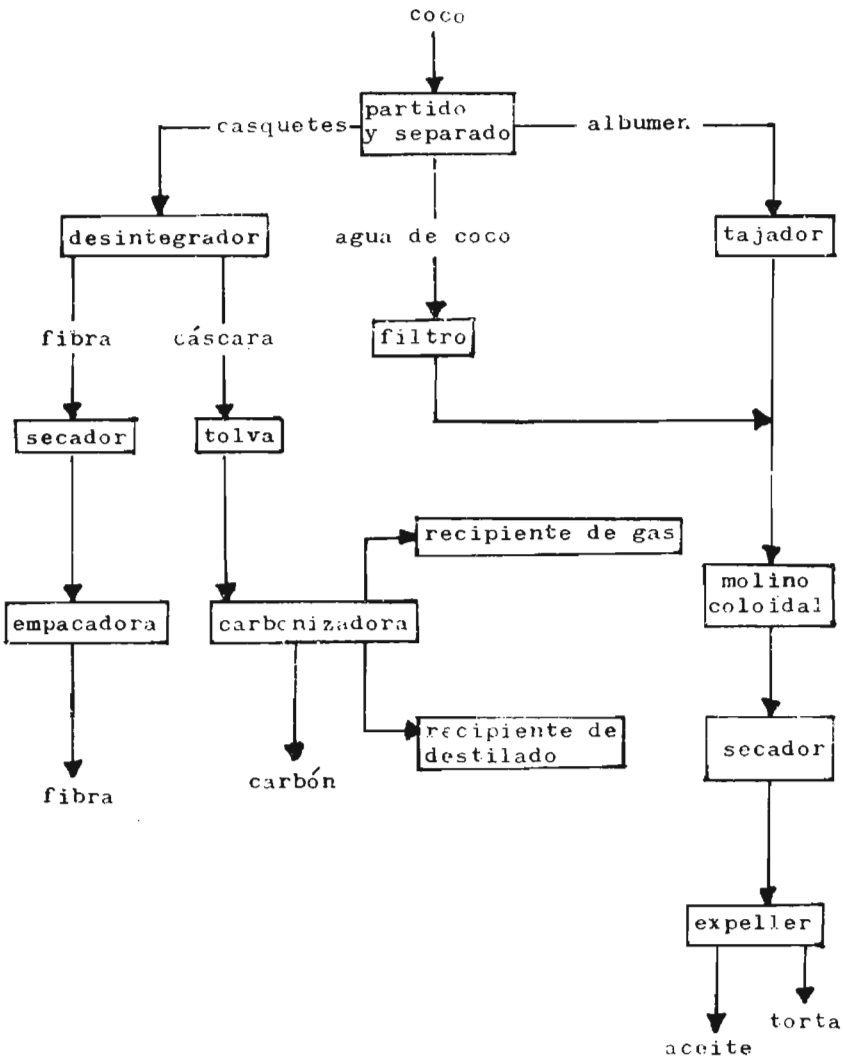 coco
partido
y separado
casquetes
albumen
desintegrador
agua de coco
tajador
fibra
cáscara
filtro
secador
tolva
recipiente de gas
molino
coloidal
empacadora
carbonizadora
recipiente de
destilado
secador
fibra
carbón
expeller
torta
aceite